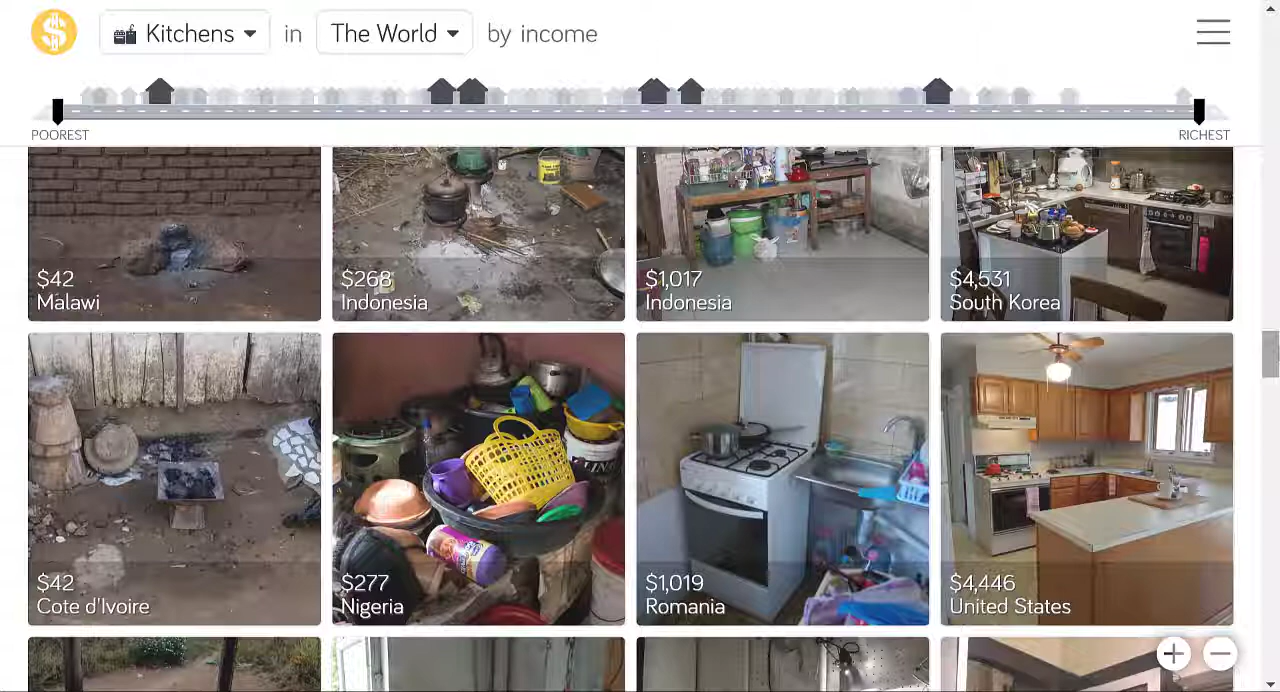 $
Kitchens in The World by income
POOREST
RICHEST
$42
Malawi
$268
Indonesia
$1,017
Indonesia
$4,531
South Korea
$42
Cote d'Ivoire
$277
Nigeria
$1,019
Romania
$4,446
United States